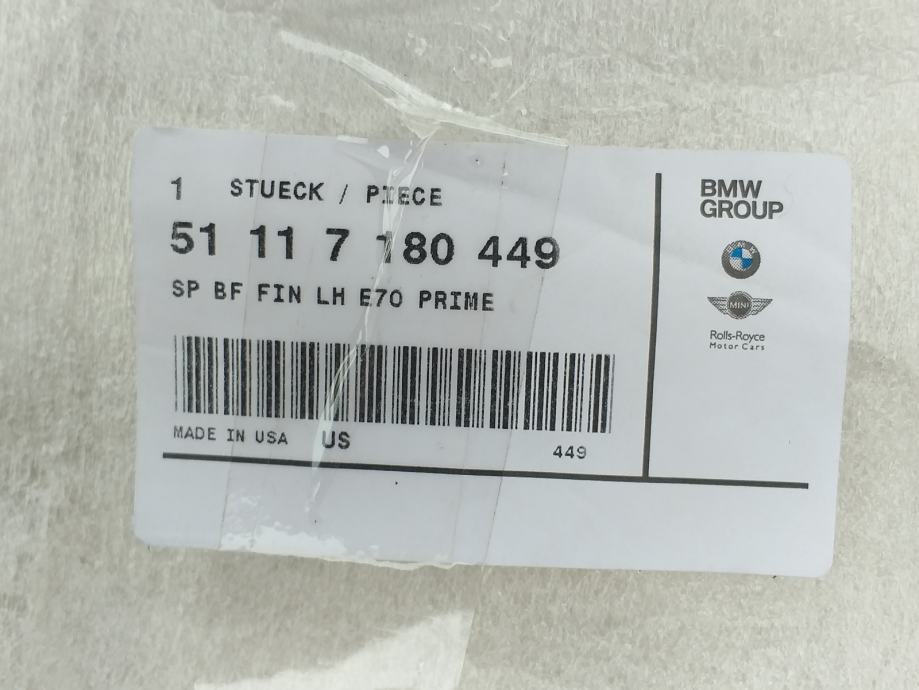 1 STUECK / PIECE
51 11 7 180 449
SP BF FIN LH E70 PRIME
MADE IN USA US
449
BMW
GROUP
BMW
MINI
Rolls-Royce
Motor Cars